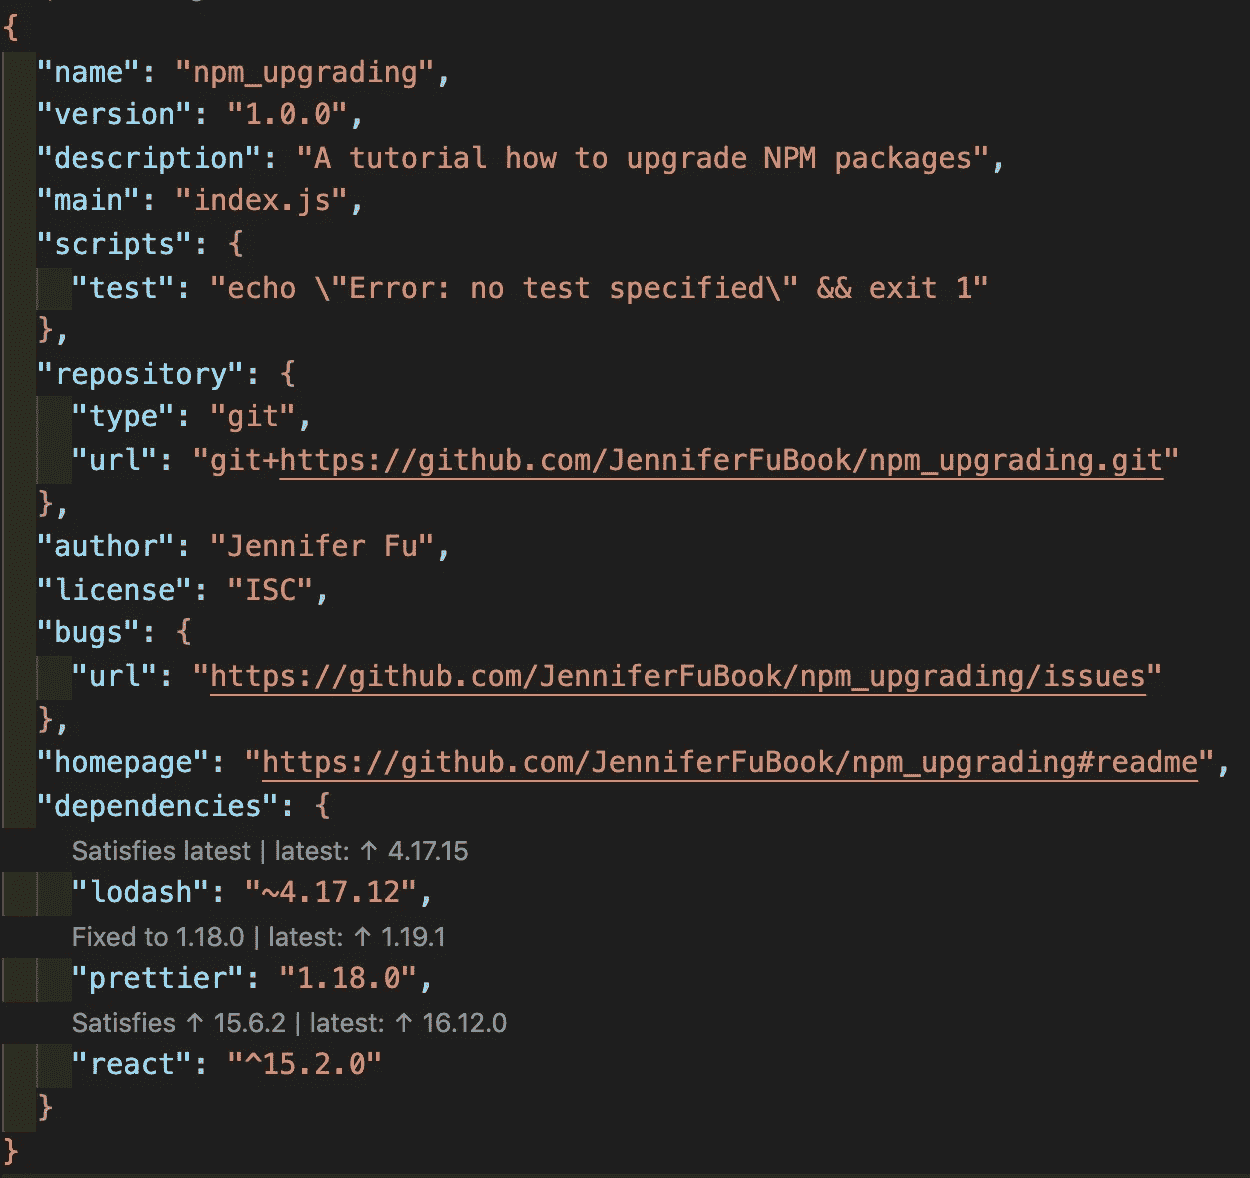 {
"name": "npm_upgrading",
"version": "1.0.0",
"description": "A tutorial how to upgrade NPM packages",
"main": "index.js",
"scripts": {
"test": "echo \"Error: no test specified\" && exit 1"
},
"repository": {
"type": "git",
"url": "git+https://github.com/JenniferFuBook/npm_upgrading.git"
},
"author": "Jennifer Fu",
"license": "ISC",
"bugs": {
"url": "https://github.com/JenniferFuBook/npm_upgrading/issues"
},
"homepage": "https://github.com/JenniferFuBook/npm_upgrading#readme",
"dependencies": {
Satisfies latest | latest: ↑ 4.17.15
"lodash": "~4.17.12",
Fixed to 1.18.0 | latest: ↑ 1.19.1
"prettier": "1.18.0",
Satisfies ↑ 15.6.2 | latest: ↑ 16.12.0
"react": "^15.2.0"
}
}